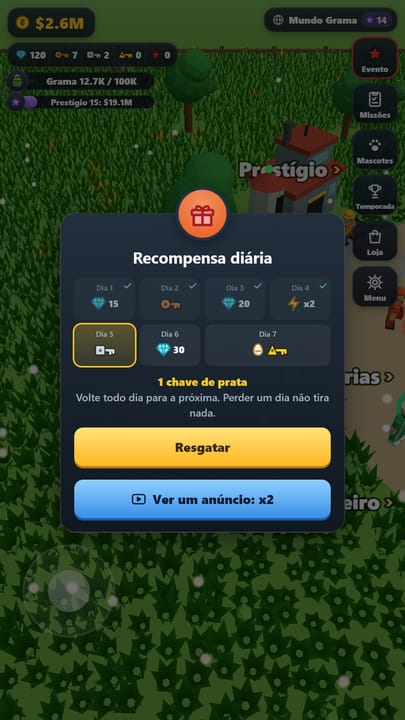 $2.6M
Mundo Grama ★ 14
120 7 2 0 0
Grama 12.7K / 100K
Prestígio 15: $19.1M
Evento
Missões
Mascotes
Temporada
Loja
Menu
Prestígio >
Recompensa diária
Dia 1 Dia 2 Dia 3 Dia 4
15 20 x2
Dia 5 Dia 6 Dia 7
30
1 chave de prata
Volte todo dia para a próxima. Perder um dia não tira
nada.
Resgatar
Ver um anúncio: x2
rias >
eiro >